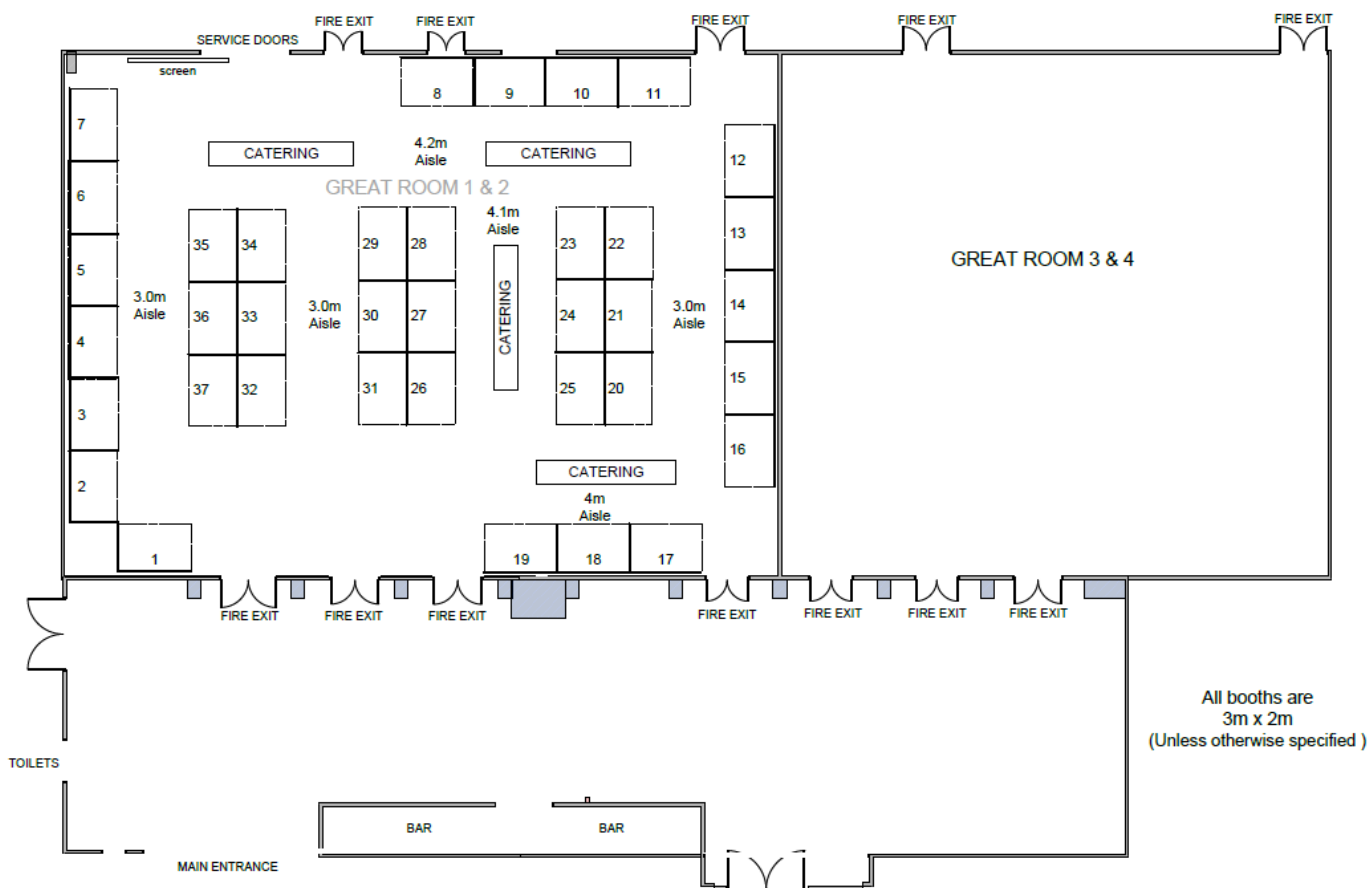 FIRE EXIT
FIRE EXIT
FIRE EXIT
FIRE EXIT
FIRE EXIT
SERVICE DOORS
screen
8
9
10
11
7
4.2m
Aisle
CATERING
CATERING
12
GREAT ROOM 1 & 2
6
4.1m
Aisle
13
35
34
29
28
23
22
GREAT ROOM 3 & 4
5
3.0m
Aisle
3.0m
Aisle
CATERING
3.0m
Aisle
14
36
33
30
27
24
21
4
15
37
32
31
26
25
20
3
16
2
CATERING
4m
Aisle
1
19
18
17
FIRE EXIT
FIRE EXIT
FIRE EXIT
FIRE EXIT
FIRE EXIT
FIRE EXIT
FIRE EXIT
All booths are
3m x 2m
(Unless otherwise specified )
TOILETS
BAR
BAR
MAIN ENTRANCE